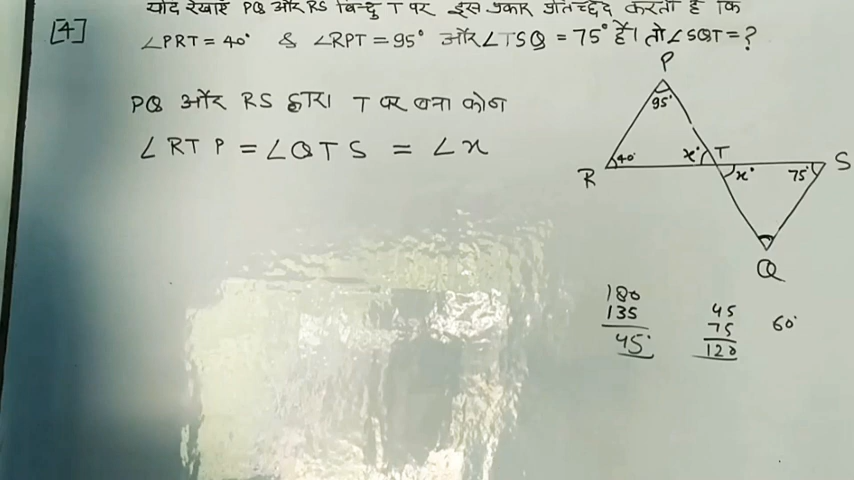 यदि रेखाएँ PQ और RS बिन्दु T पर इस प्रकार प्रतिच्छेद करती है कि
[4] ∠PRT = 40° & ∠RPT = 95° और ∠TSQ = 75° हैं। तो ∠SQT = ?
PQ और RS द्वारा T पर बना कोण
∠RTP = ∠QTS = ∠x
P
95°
R
40°
x°
T
x°
75°
S
Q
180
135
45°
45
75
120
60°